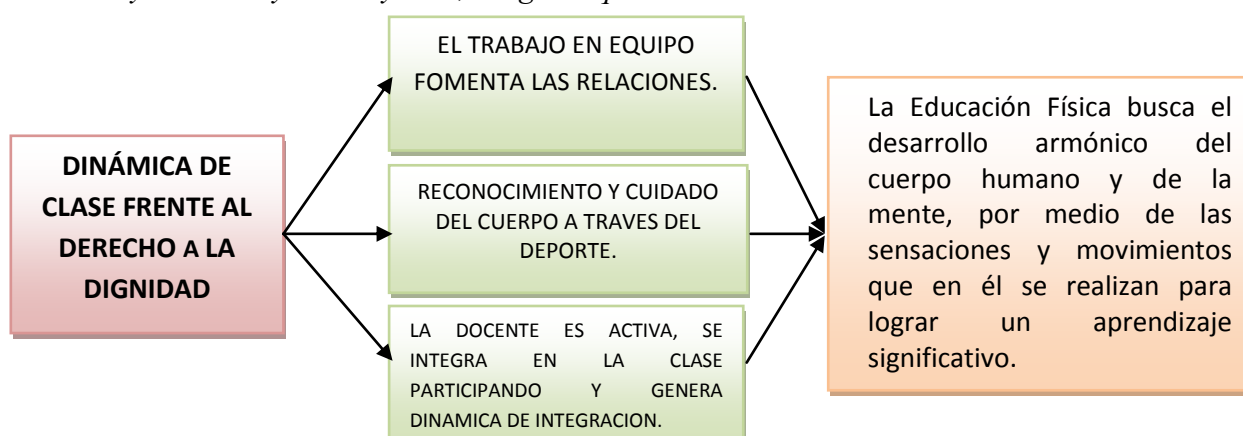 DINÁMICA DE
CLASE FRENTE AL
DERECHO A LA
DIGNIDAD
EL TRABAJO EN EQUIPO
FOMENTA LAS RELACIONES.
RECONOCIMIENTO Y CUIDADO
DEL CUERPO A TRAVES DEL
DEPORTE.
LA DOCENTE ES ACTIVA, SE
INTEGRA EN LA CLASE
PARTICIPANDO Y GENERA
DINAMICA DE INTEGRACION.
La Educación Física busca el
desarrollo armónico del
cuerpo humano y de la
mente, por medio de las
sensaciones y movimientos
que en él se realizan para
lograr un aprendizaje
significativo.